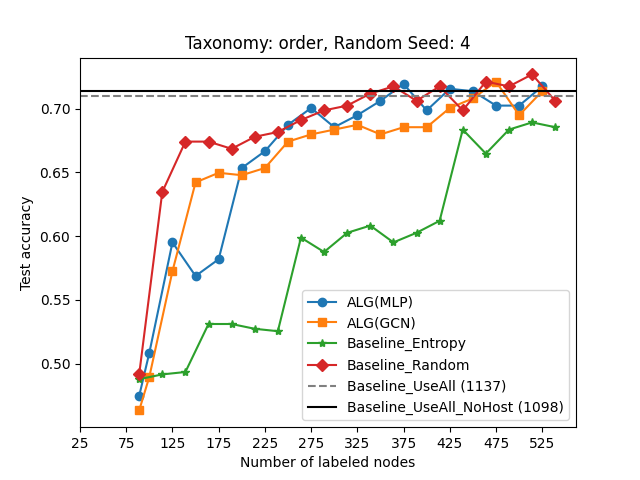 Taxonomy: order, Random Seed: 4
Test accuracy
0.70
0.65
0.60
0.55
0.50
ALG(MLP)
ALG(GCN)
Baseline_Entropy
Baseline_Random
Baseline_UseAll (1137)
Baseline_UseAll_NoHost (1098)
25 75 125 175 225 275 325 375 425 475 525
Number of labeled nodes